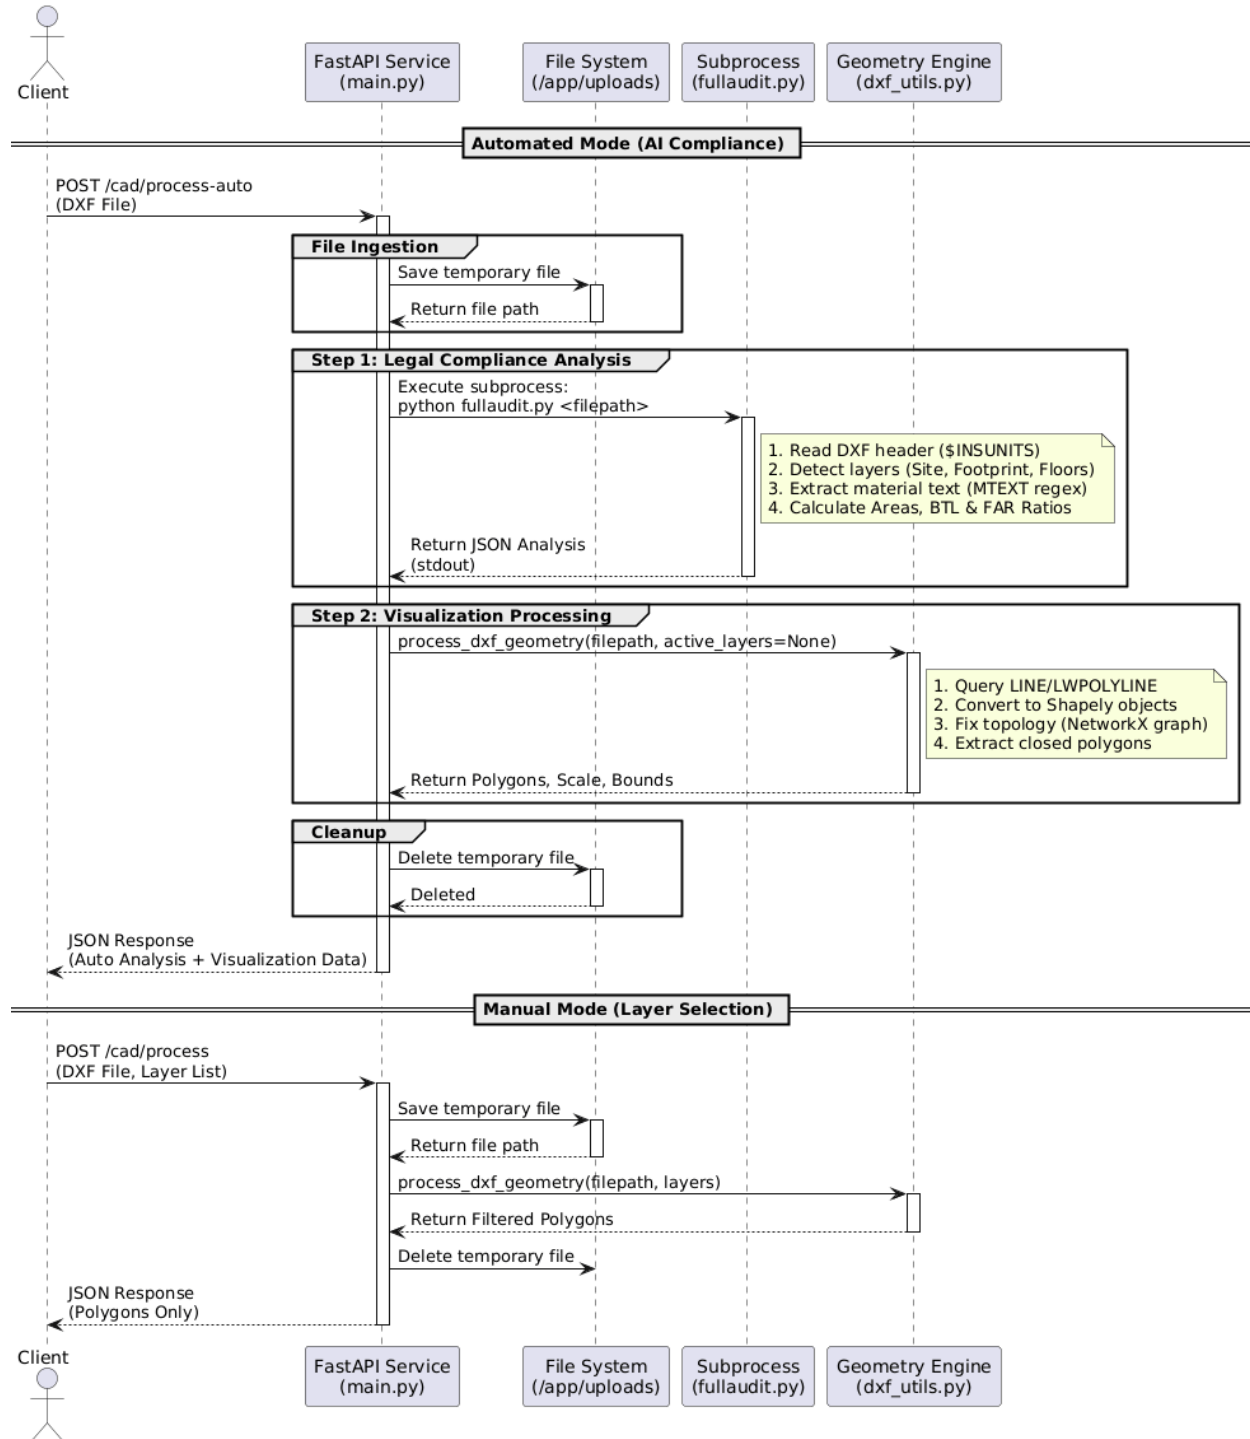 Client
FastAPI Service
(main.py)
File System
(/app/uploads)
Subprocess
(fullaudit.py)
Geometry Engine
(dxf_utils.py)
Automated Mode (AI Compliance)
POST /cad/process-auto
(DXF File)
File Ingestion
Save temporary file
Return file path
Step 1: Legal Compliance Analysis
Execute subprocess:
python fullaudit.py <filepath>
1. Read DXF header ($INSUNITS)
2. Detect layers (Site, Footprint, Floors)
3. Extract material text (MTEXT regex)
4. Calculate Areas, BTL & FAR Ratios
Return JSON Analysis
(stdout)
Step 2: Visualization Processing
process_dxf_geometry(filepath, active_layers=None)
1. Query LINE/LWPOLYLINE
2. Convert to Shapely objects
3. Fix topology (NetworkX graph)
4. Extract closed polygons
Return Polygons, Scale, Bounds
Cleanup
Delete temporary file
Deleted
JSON Response
(Auto Analysis + Visualization Data)
Manual Mode (Layer Selection)
POST /cad/process
(DXF File, Layer List)
Save temporary file
Return file path
process_dxf_geometry(filepath, layers)
Return Filtered Polygons
Delete temporary file
JSON Response
(Polygons Only)
Client
FastAPI Service
(main.py)
File System
(/app/uploads)
Subprocess
(fullaudit.py)
Geometry Engine
(dxf_utils.py)